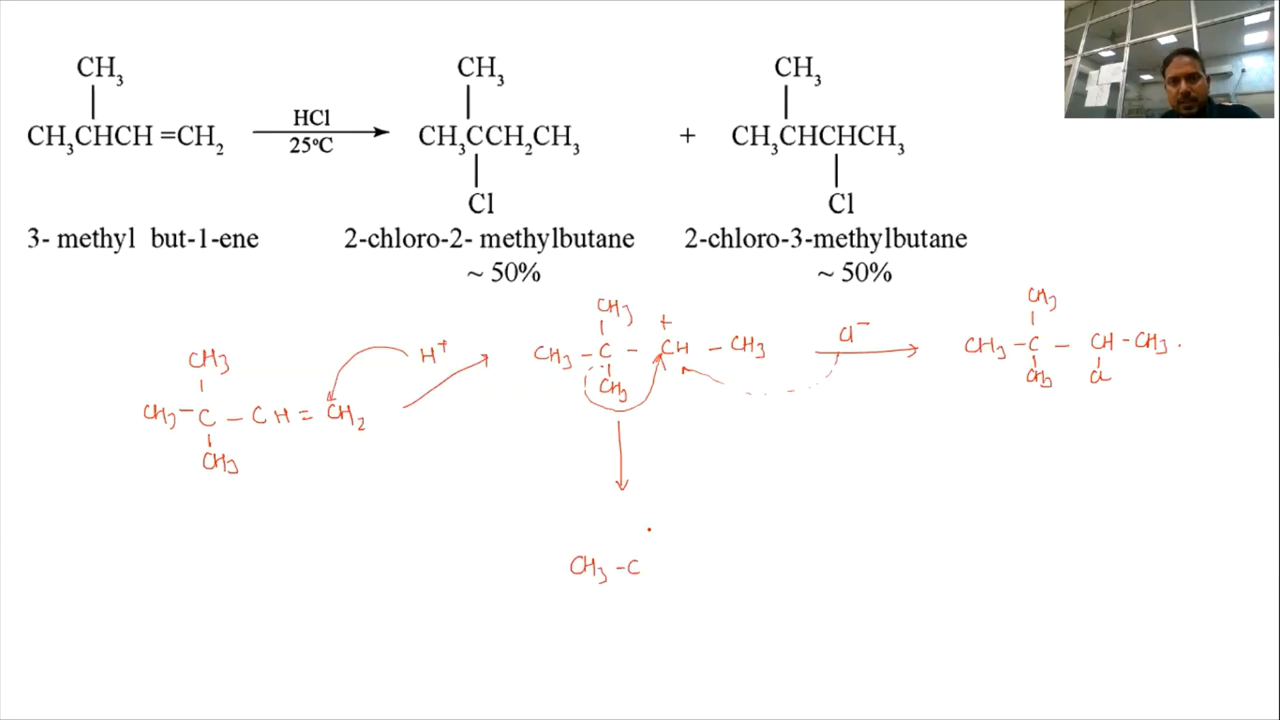 CH₃ CH₃ CH₃
CH₃CHCH =CH₂ HCl 25°C CH₃CCH₂CH₃ + CH₃CHCHCH₃
Cl Cl
3- methyl but-1-ene 2-chloro-2- methylbutane 2-chloro-3-methylbutane
~ 50% ~ 50%
CH₃ CH₃
CH₃ – C – CH = CH₂
CH₃
H⁺
CH₃ – C – CH – CH₃
+
CH₃
Cl⁻
CH₃
CH₃ – C – CH – CH₃.
CH₃ Cl
CH₃ – C